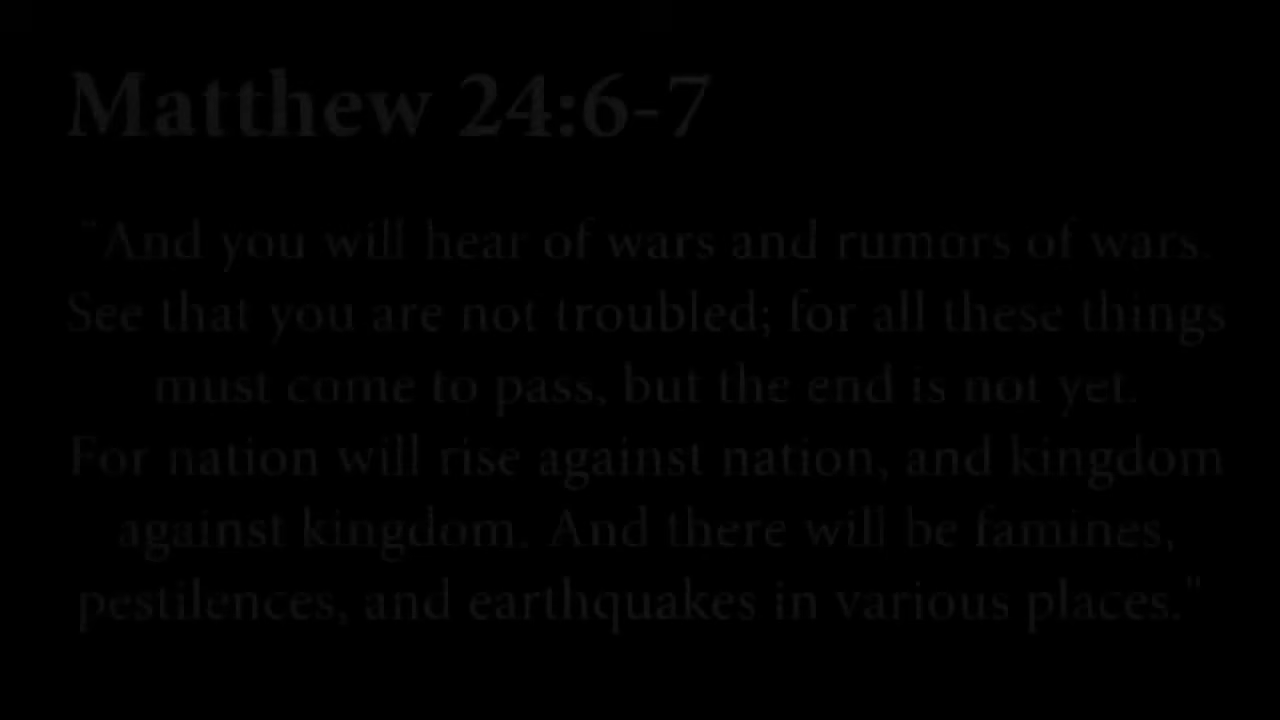 Matthew 24:6-7
"And you will hear of wars and rumors of wars.
See that you are not troubled; for all these things
must come to pass, but the end is not yet.
For nation will rise against nation, and kingdom
against kingdom. And there will be famines,
pestilences, and earthquakes in various places."